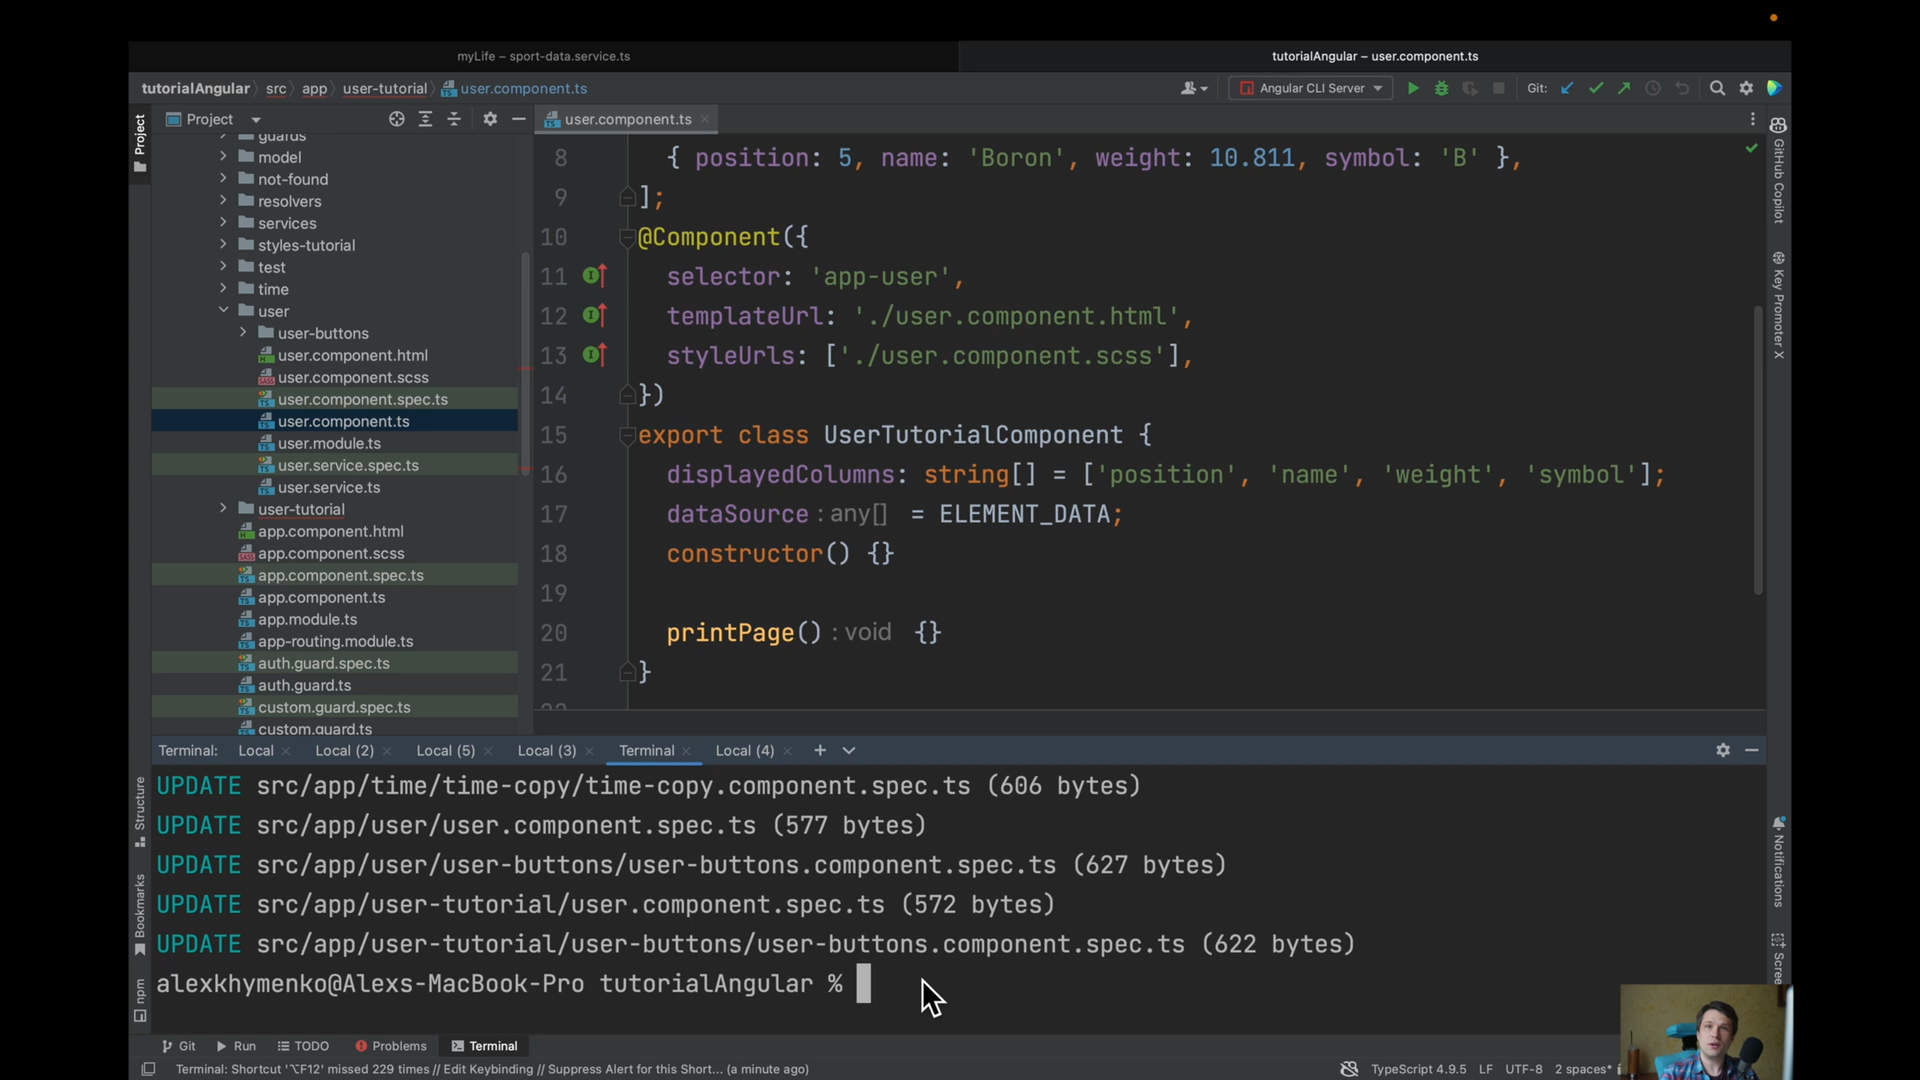 myLife – sport-data.service.ts
tutorialAngular – user.component.ts
tutorialAngular src app user-tutorial user.component.ts
Angular CLI Server
Git:
Project
Project
user.component.ts
guards
model
not-found
resolvers
services
styles-tutorial
test
time
user
user-buttons
user.component.html
user.component.scss
user.component.spec.ts
user.component.ts
user.module.ts
user.service.spec.ts
user.service.ts
user-tutorial
app.component.html
app.component.scss
app.component.spec.ts
app.component.ts
app.module.ts
app-routing.module.ts
auth.guard.spec.ts
auth.guard.ts
custom.guard.spec.ts
custom.guard.ts
8 { position: 5, name: 'Boron', weight: 10.811, symbol: 'B' },
9 ];
10 @Component({
11 selector: 'app-user',
12 templateUrl: './user.component.html',
13 styleUrls: ['./user.component.scss'],
14 })
15 export class UserTutorialComponent {
16 displayedColumns: string[] = ['position', 'name', 'weight', 'symbol'];
17 dataSource : any[] = ELEMENT_DATA;
18 constructor() {}
19
20 printPage() : void {}
21 }
GitHub Copilot
Key Promoter X
Notifications
Structure
Bookmarks
npm
Terminal: Local Local (2) Local (5) Local (3) Terminal Local (4)
UPDATE src/app/time/time-copy/time-copy.component.spec.ts (606 bytes)
UPDATE src/app/user/user.component.spec.ts (577 bytes)
UPDATE src/app/user/user-buttons/user-buttons.component.spec.ts (627 bytes)
UPDATE src/app/user-tutorial/user.component.spec.ts (572 bytes)
UPDATE src/app/user-tutorial/user-buttons/user-buttons.component.spec.ts (622 bytes)
alexkhymenko@Alexs-MacBook-Pro tutorialAngular %
Git Run TODO Problems Terminal
Terminal: Shortcut '⌥F12' missed 229 times // Edit Keybinding // Suppress Alert for this Short... (a minute ago)
TypeScript 4.9.5 LF UTF-8 2 spaces*